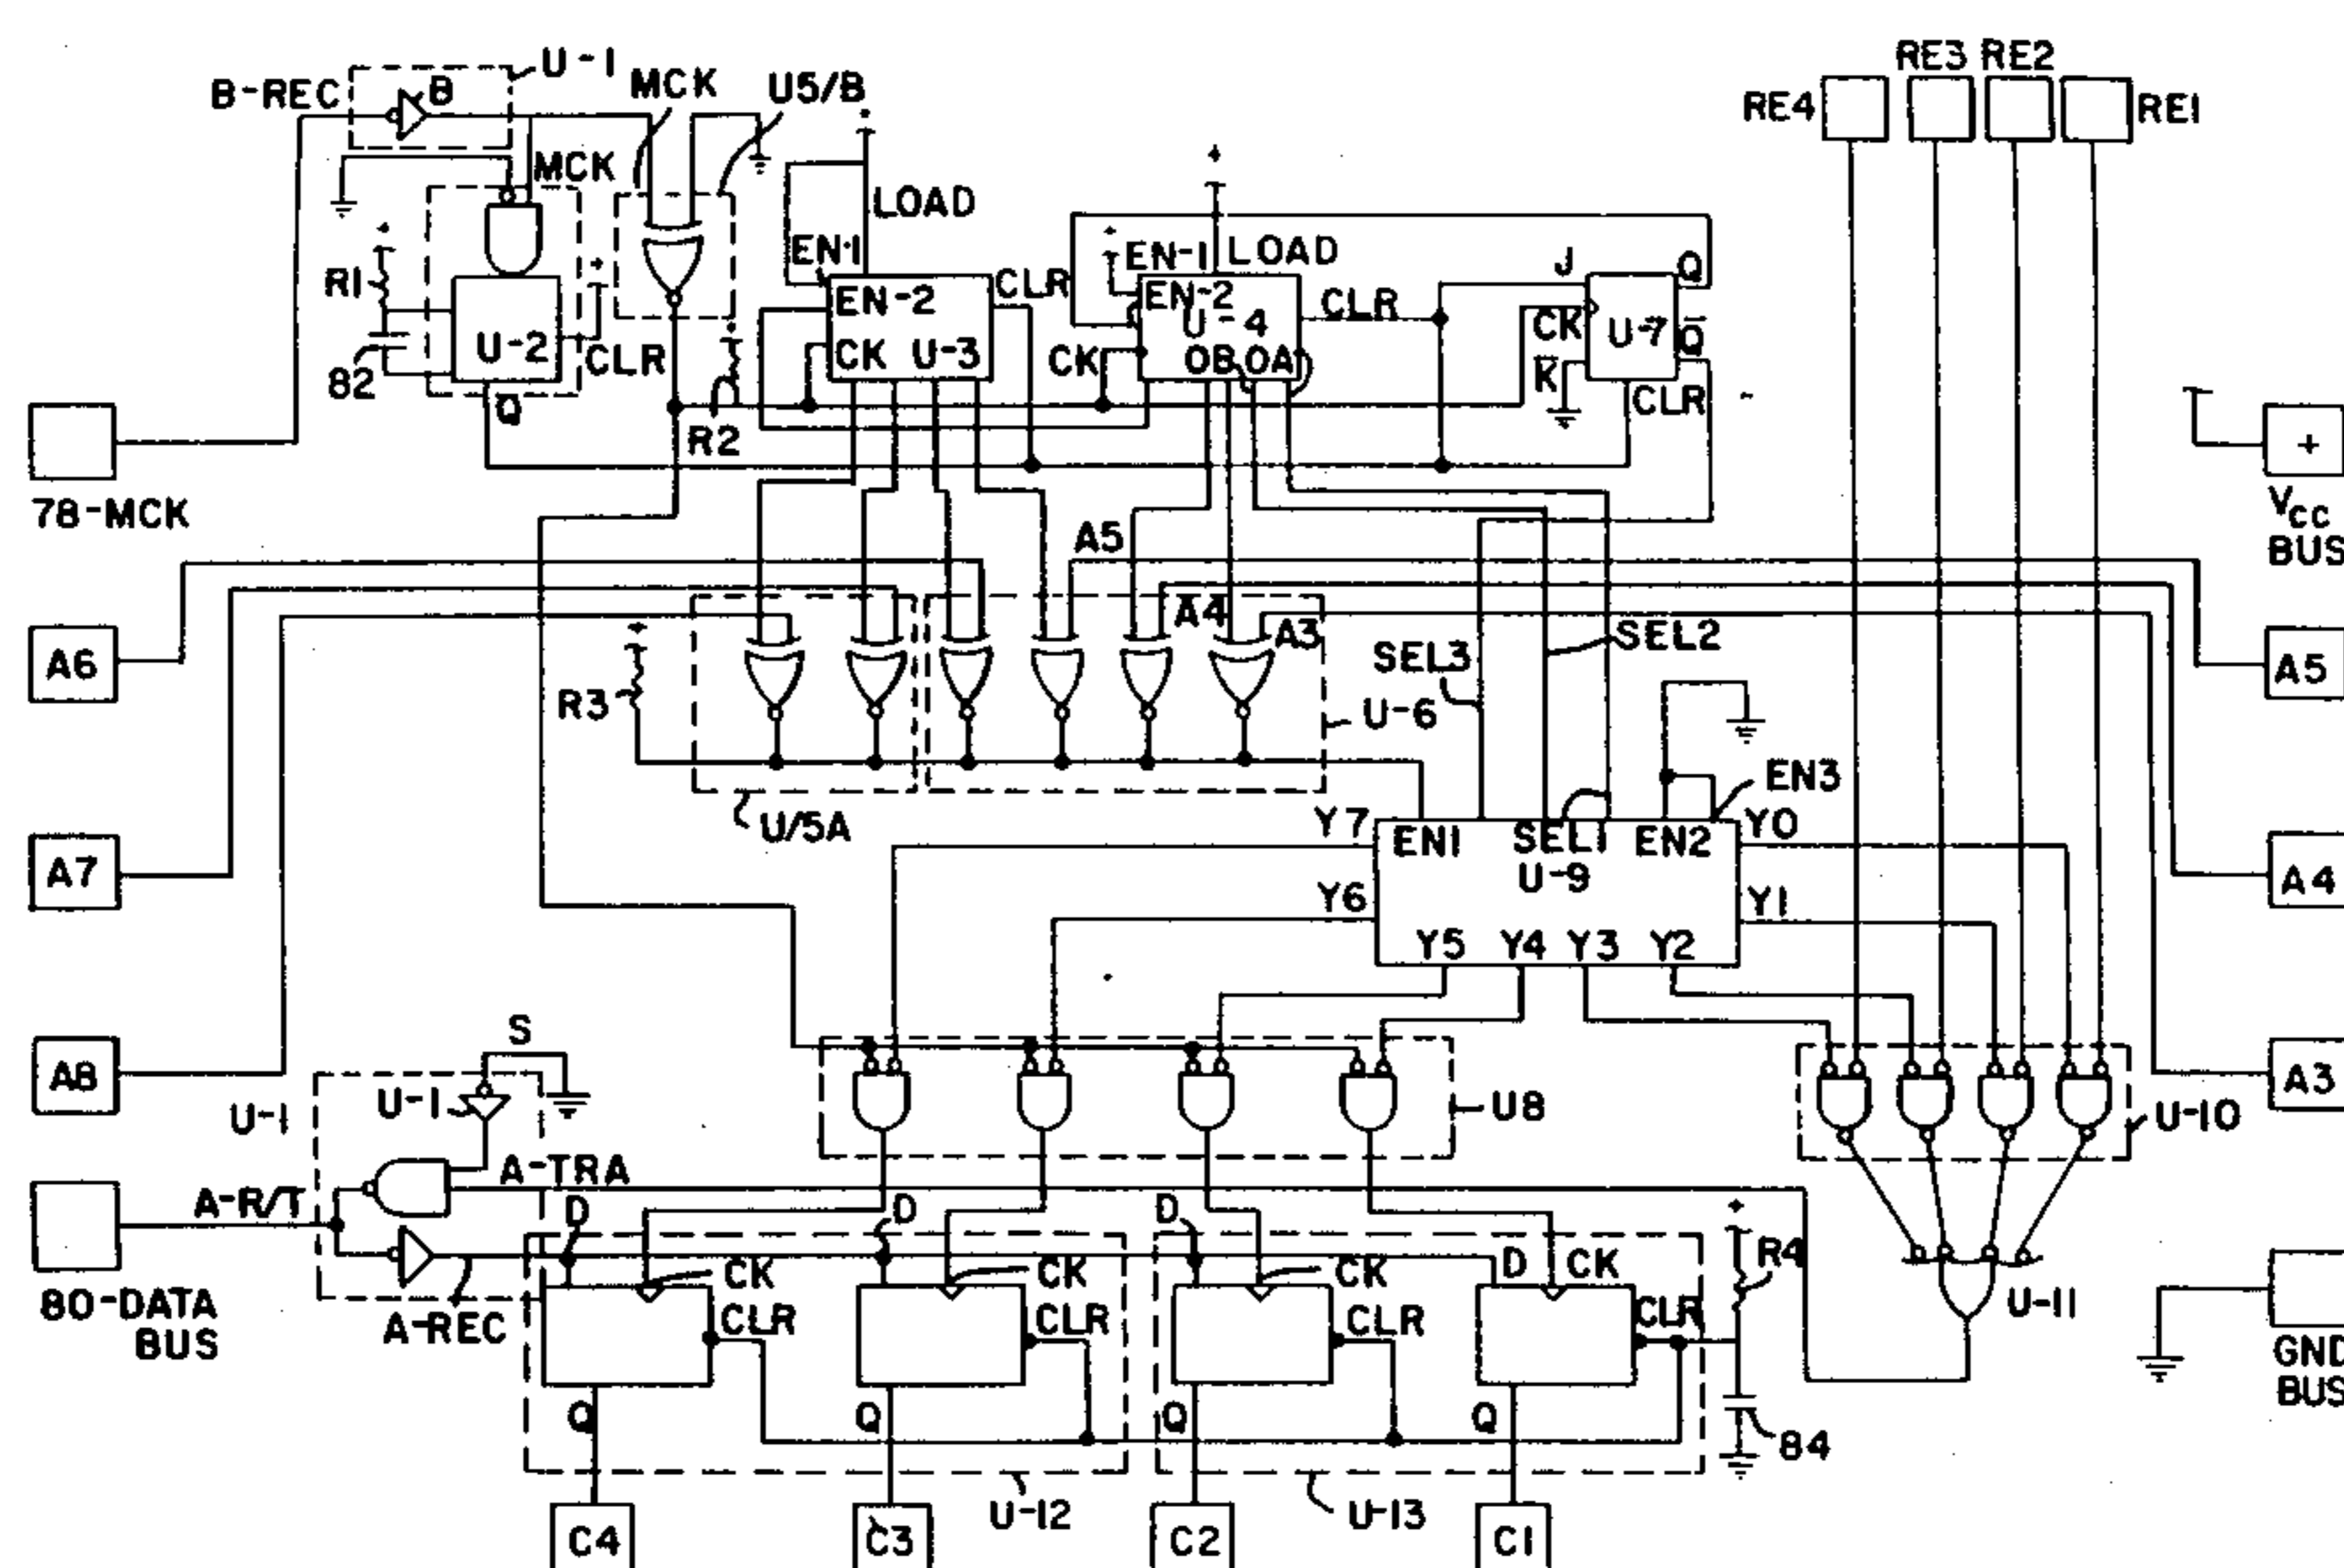 U-1
B-REC
B
MCK
U5/B
RE3 RE2
RE4
RE1
MCK
LOAD
EN-1
R1
CLR
EN-1
LOAD
J
Q
EN-2
EN-2
CLR
U-4
CK
U-7
Q
U-2
CLR
CK
U-3
CK
OB
OA
K
CLR
82
Q
R2
+
78-MCK
VCC
BUS
A5
A4
A3
SEL3
SEL2
A6
A5
R3
U-6
EN3
U/5A
Y7
EN1
SEL1
EN2
Y0
U-9
A7
Y6
Y1
A4
Y5
Y4
Y3
Y2
S
A8
U-1
U-1
U8
A3
U-10
A-TRA
A-R/T
D
D
D
R4
CK
CK
CK
D
CK
80-DATA
BUS
A-REC
CLR
CLR
CLR
CLR
U-11
GND
BUS
Q
Q
Q
Q
84
U-12
U-13
C4
C3
C2
C1